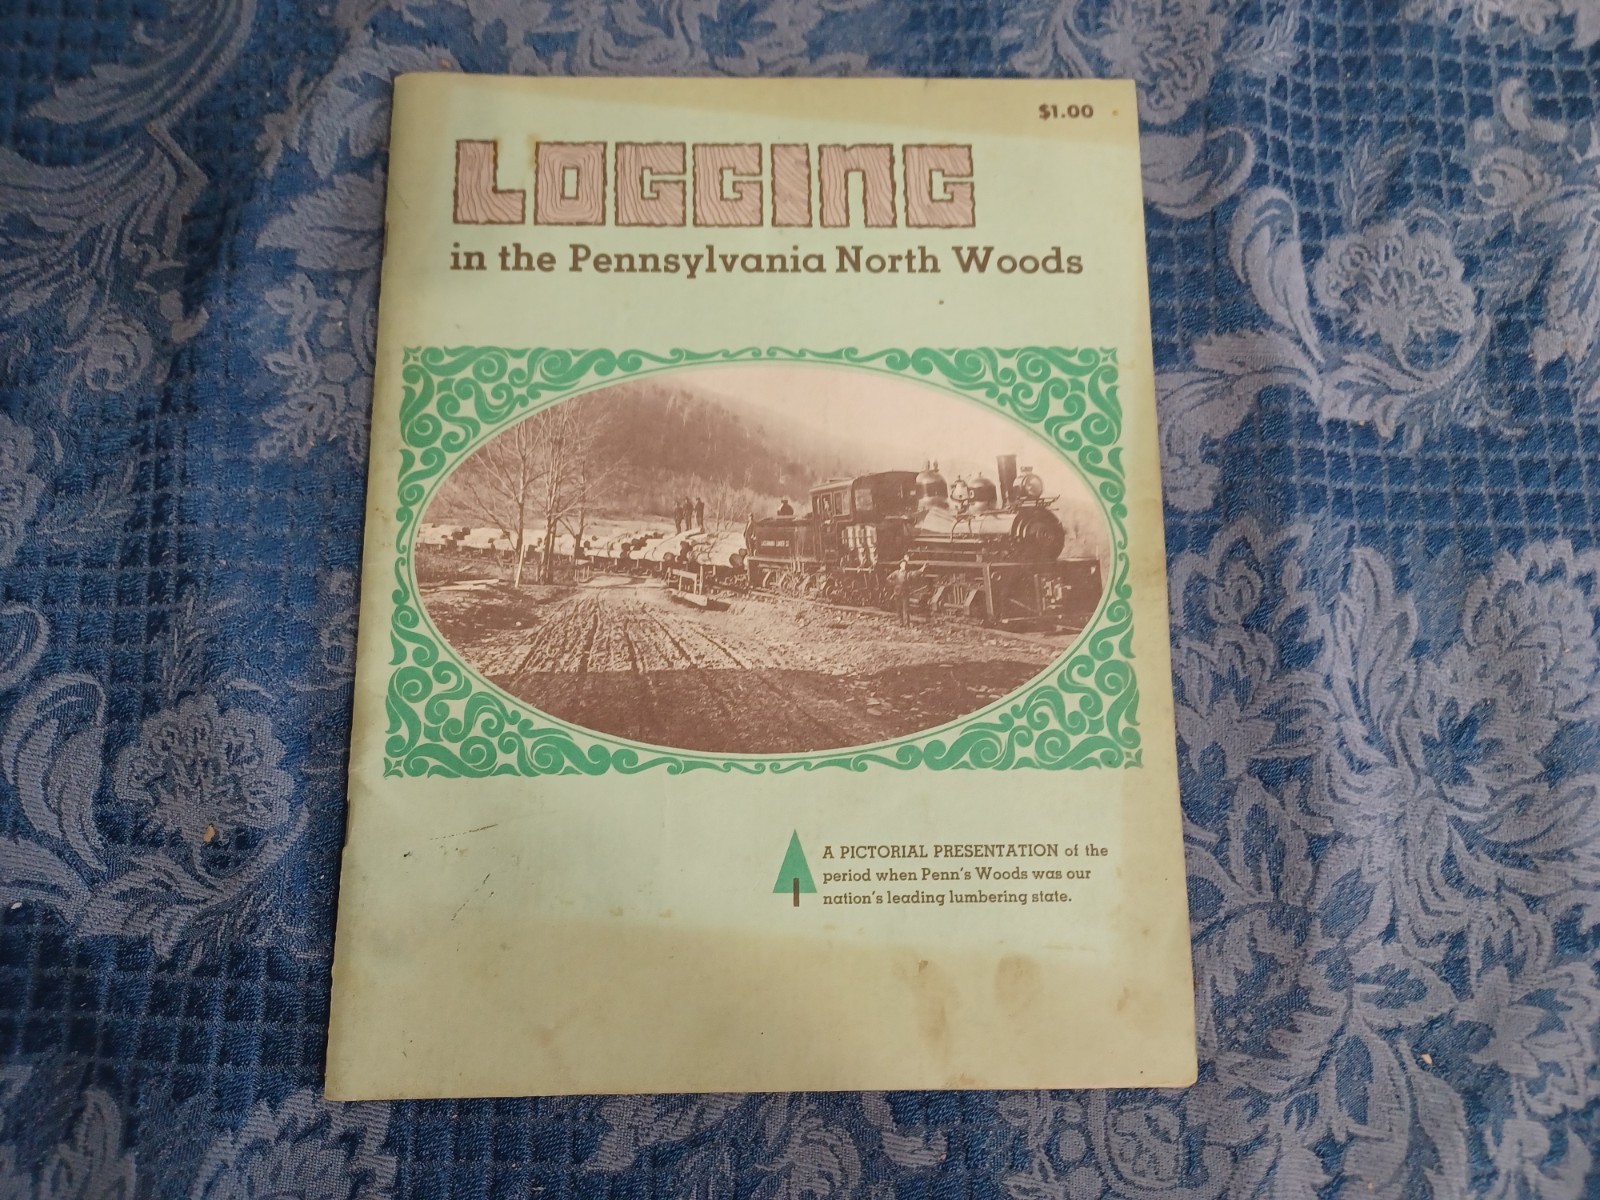 $1.00
LOGGING
in the Pennsylvania North Woods
A PICTORIAL PRESENTATION of the
period when Penn's Woods was our
nation's leading lumbering state.